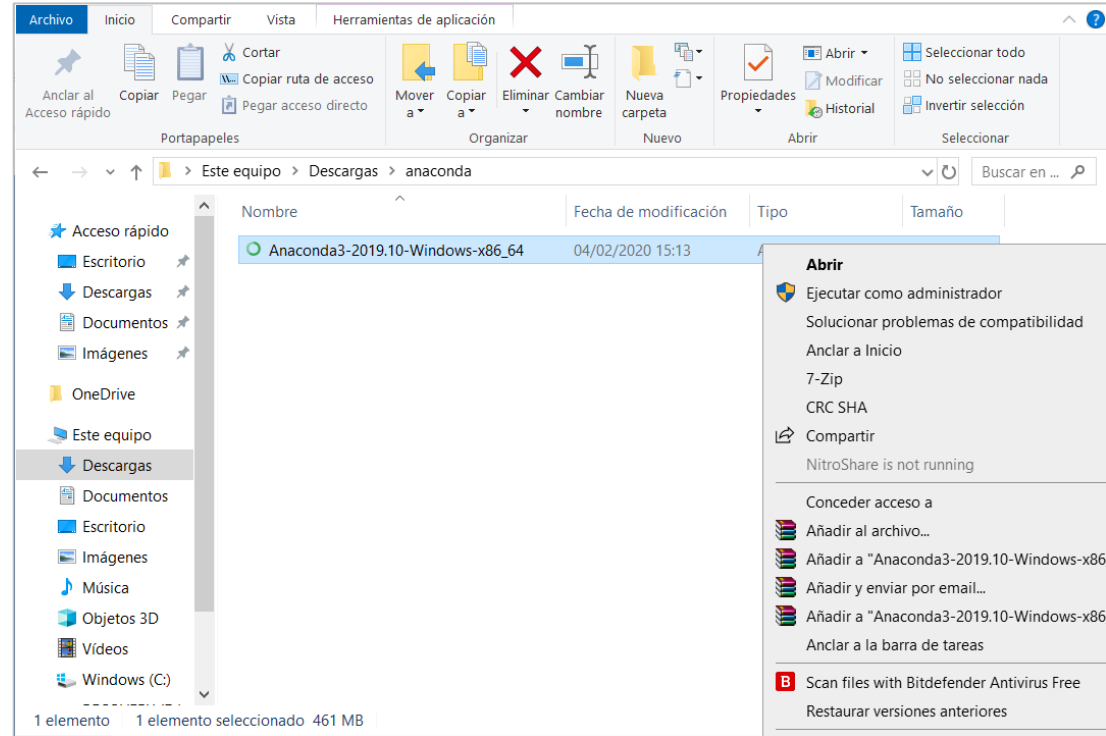 Archivo Inicio Compartir Vista Herramientas de aplicación
Anclar al
Acceso rápido
Copiar
Pegar
Cortar
Copiar ruta de acceso
Pegar acceso directo
Portapapeles
Mover
a
Copiar
a
Eliminar
Cambiar
nombre
Organizar
Nueva
carpeta
Nuevo
Propiedades
Abrir
Modificar
Historial
Abrir
Seleccionar todo
No seleccionar nada
Invertir selección
Seleccionar
Este equipo > Descargas > anaconda
Buscar en ...
Nombre Fecha de modificación Tipo Tamaño
Anaconda3-2019.10-Windows-x86_64 04/02/2020 15:13
Acceso rápido
Escritorio
Descargas
Documentos
Imágenes
OneDrive
Este equipo
Descargas
Documentos
Escritorio
Imágenes
Música
Objetos 3D
Vídeos
Windows (C:)
Abrir
Ejecutar como administrador
Solucionar problemas de compatibilidad
Anclar a Inicio
7-Zip
CRC SHA
Compartir
NitroShare is not running
Conceder acceso a
Añadir al archivo...
Añadir a "Anaconda3-2019.10-Windows-x86
Añadir y enviar por email...
Añadir a "Anaconda3-2019.10-Windows-x86
Anclar a la barra de tareas
Scan files with Bitdefender Antivirus Free
Restaurar versiones anteriores
1 elemento 1 elemento seleccionado 461 MB